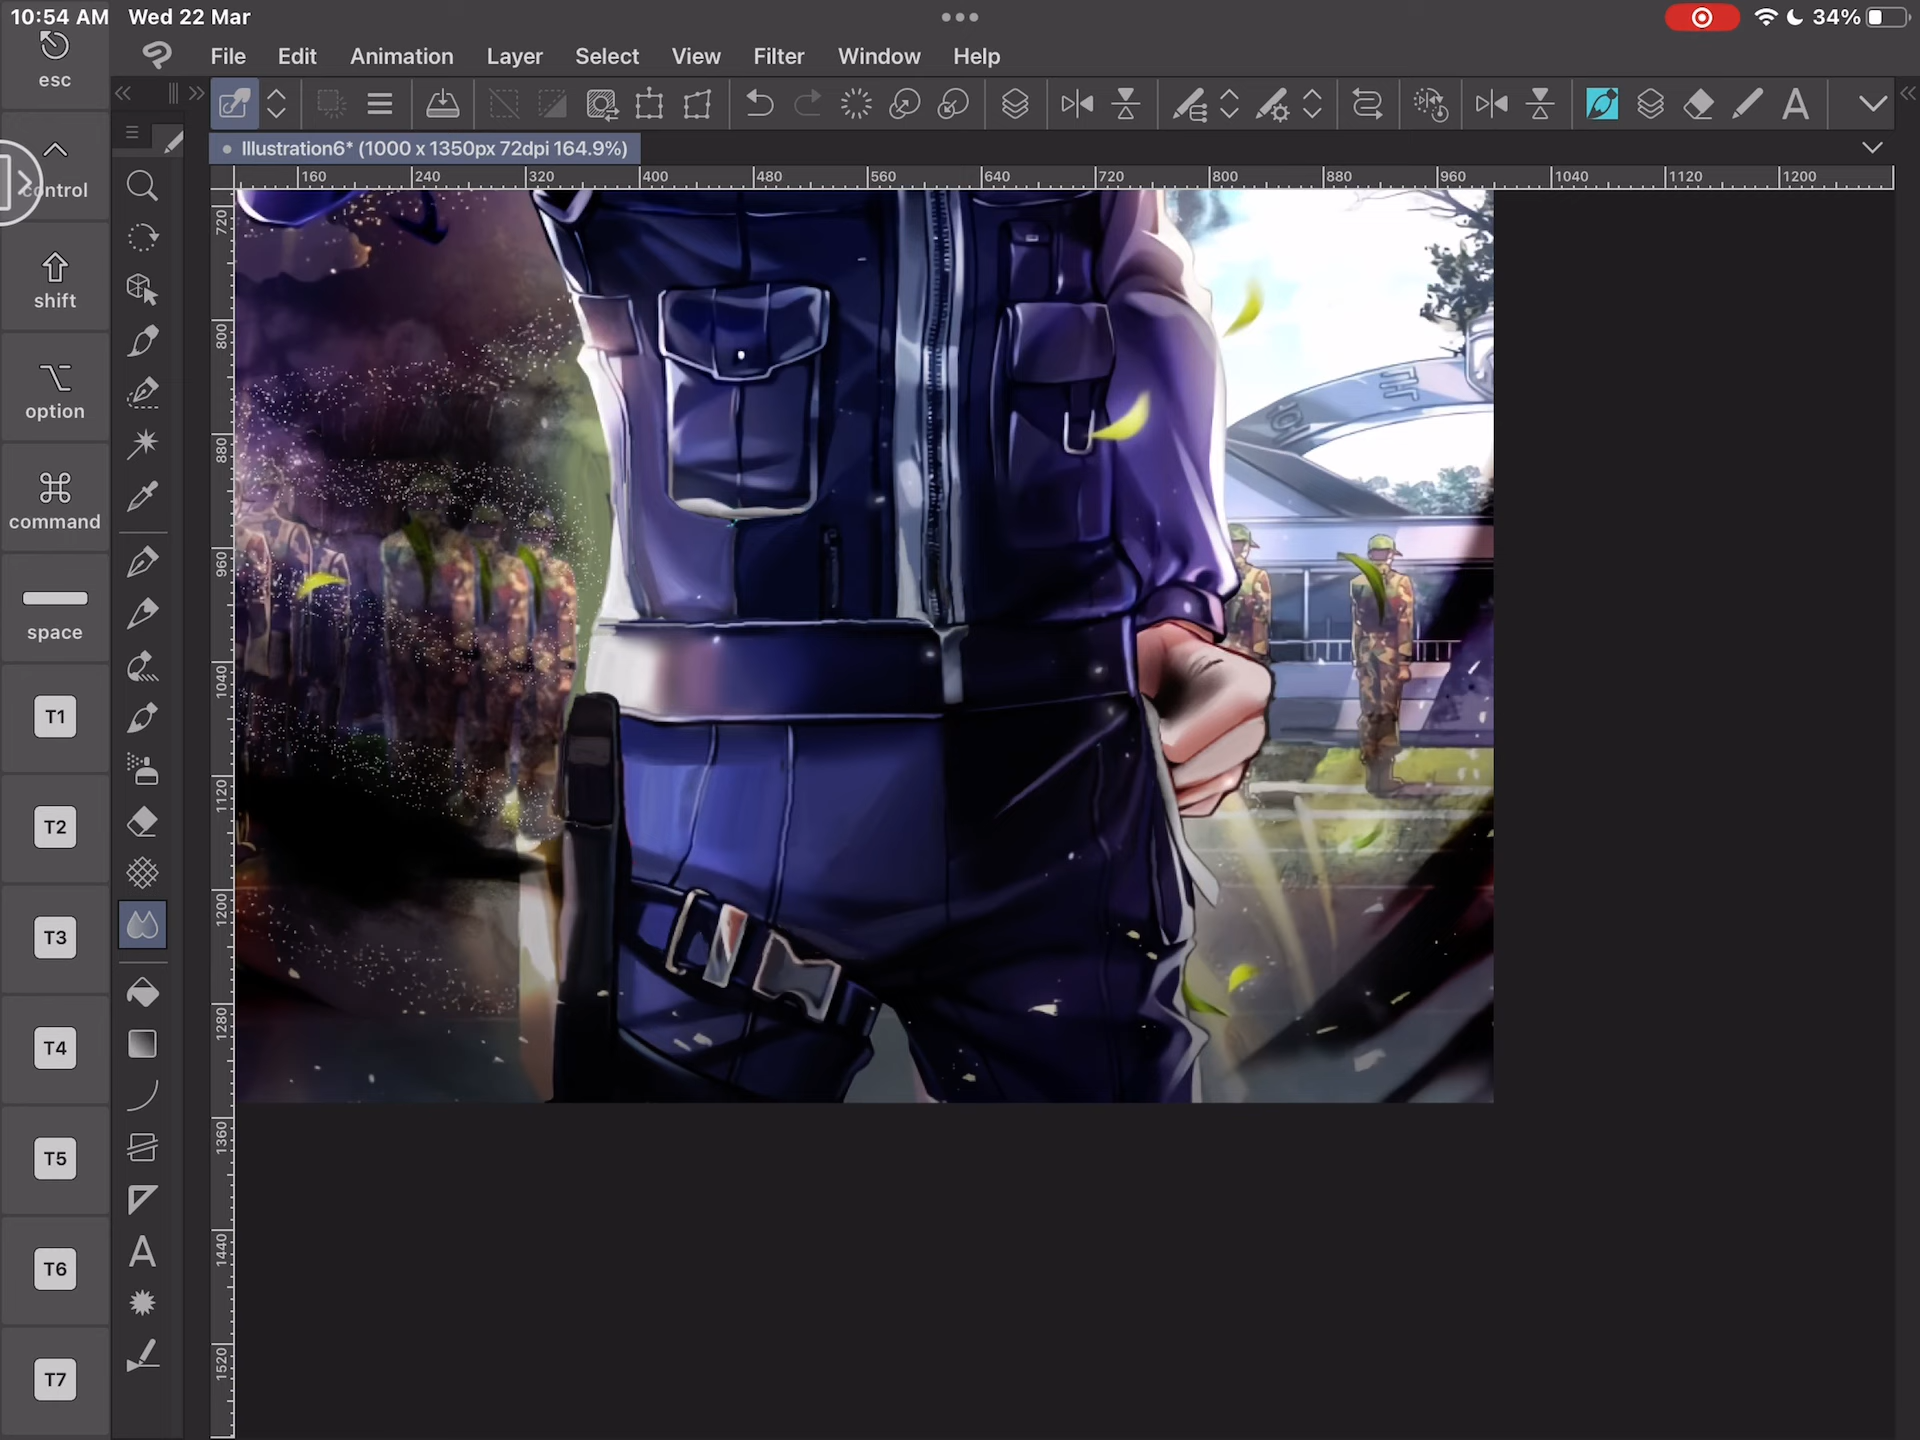 10:54 AM Wed 22 Mar
34%
File Edit Animation Layer Select View Filter Window Help
Illustration6* (1000 x 1350px 72dpi 164.9%)
160 240 320 400 480 560 640 720 800 880 960 1040 1120 1200
esc
control
shift
option
command
space
T1
T2
T3
T4
T5
T6
T7
A
A
720
800
880
960
1040
1120
1200
1280
1360
1440
1520